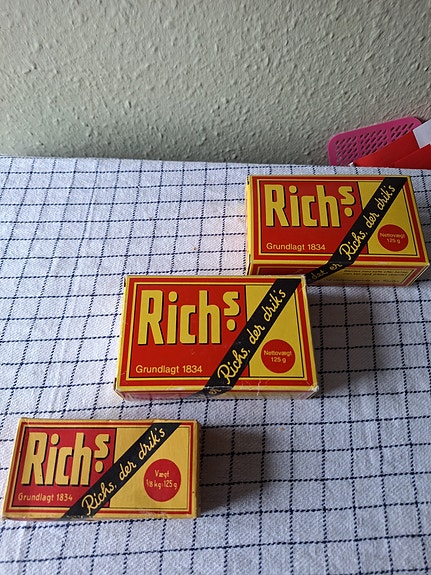 Richs.
Grundlagt 1834
Richs, der drik's
Nettovægt
125 g
Richs.
Grundlagt 1834
Richs, der drik's
Nettovægt
125 g
Richs.
Grundlagt 1834
Richs, der drik's
Vægt
1/8 kg·125 g